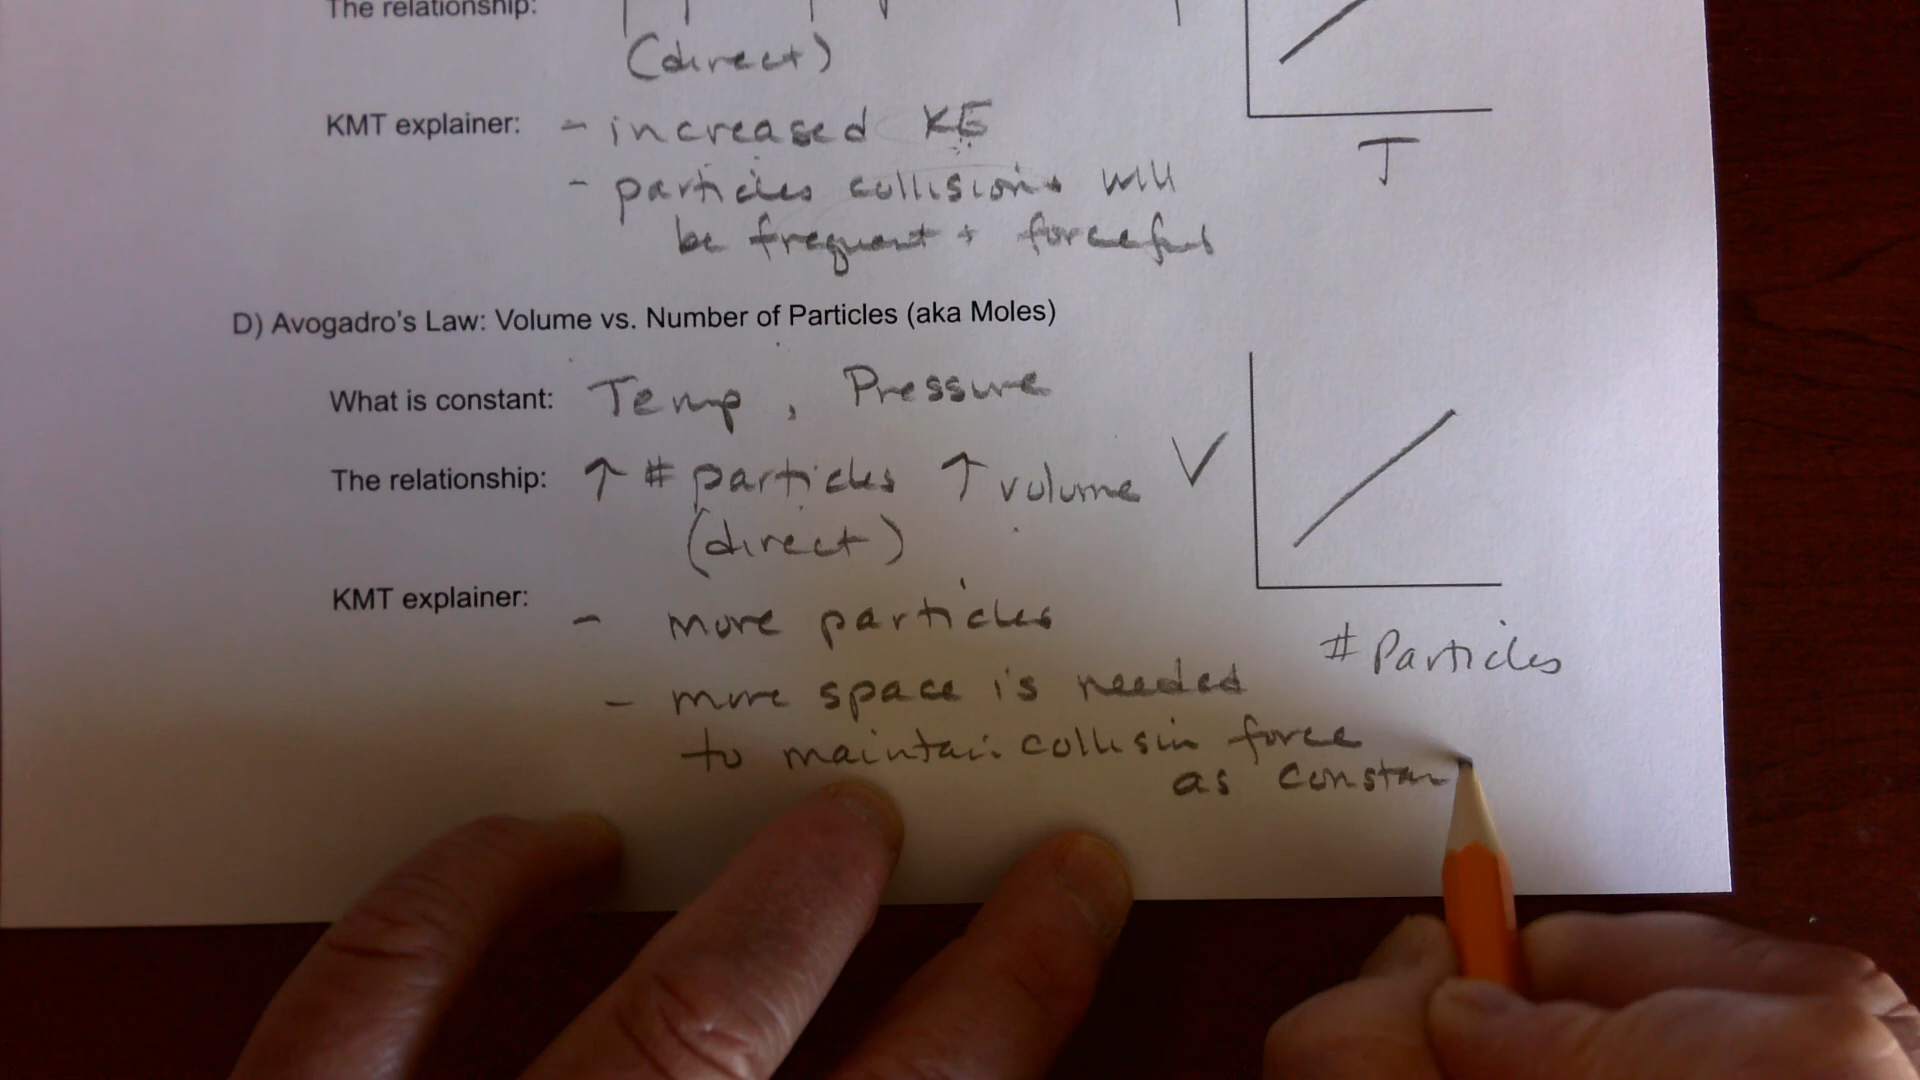 The relationship:
(direct)
KMT explainer: - increased KE
T
- particles collisions will
be frequent + forceful
D) Avogadro's Law: Volume vs. Number of Particles (aka Moles)
What is constant: Temp, Pressure
The relationship: ↑ # particles ↑ volume V
(direct)
KMT explainer: - more particles
# Particles
- more space is needed
to maintain collision force
as constan